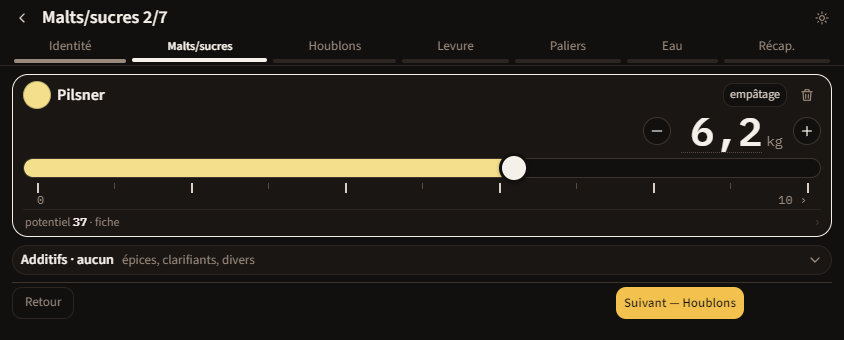 Malts/sucres 2/7
Identité Malts/sucres Houblons Levure Paliers Eau Récap.
Pilsner empâtage
− 6,2 kg +
0 10 ›
potentiel 37 · fiche ›
Additifs · aucun épices, clarifiants, divers
Retour Suivant — Houblons